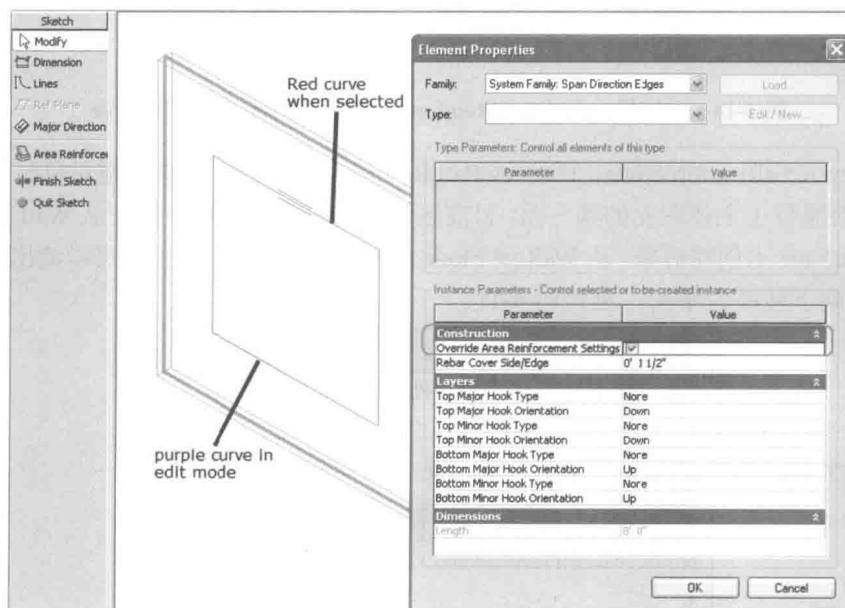 Sketch
Modify
Dimension
Lines
Ref Plane
Major Direction
Area Reinforce
Finish Sketch
Quit Sketch
Red curve
when selected
purple curve in
edit mode
Element Properties
Family: System Family: Span Direction Edges Load...
Type: Edit / New...
Type Parameters: Control all elements of this type
Parameter Value
Instance Parameters - Control selected or to-be-created instance
Parameter Value
Construction
Override Area Reinforcement Settings
Rebar Cover Side/Edge 0' 1 1/2"
Layers
Top Major Hook Type None
Top Major Hook Orientation Down
Top Minor Hook Type None
Top Minor Hook Orientation Down
Bottom Major Hook Type None
Bottom Major Hook Orientation Up
Bottom Minor Hook Type None
Bottom Minor Hook Orientation Up
Dimensions
Length 8' 0"
OK Cancel